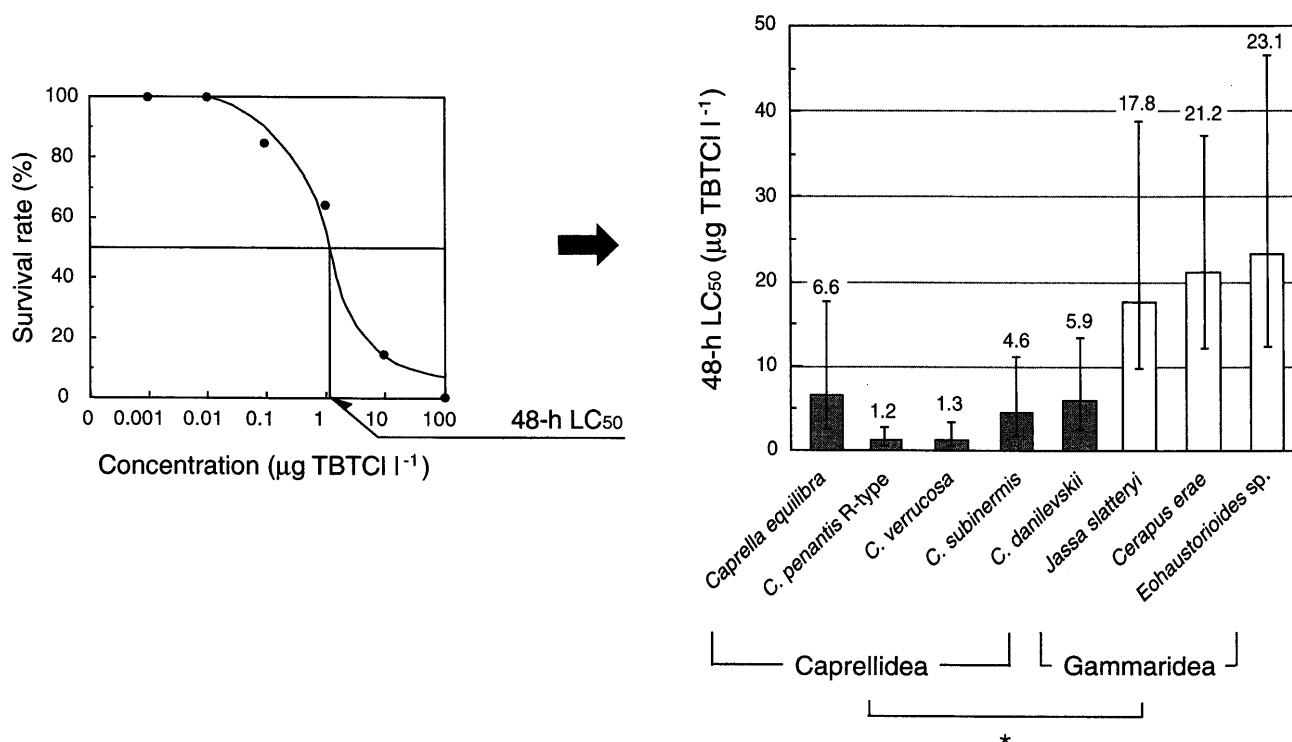 Survival rate (%)
100
80
60
40
20
0
0 0.001 0.01 0.1 1 10 100
48-h LC50
Concentration (μg TBTCl l-1)
48-h LC50 (μg TBTCl l-1)
50
40
30
20
10
0
6.6
1.2
1.3
4.6
5.9
17.8
21.2
23.1
Caprella equilibra
C. penantis R-type
C. verrucosa
C. subinermis
C. danilevskii
Jassa slatteryi
Cerapus erae
Eohaustorioides sp.
Caprellidea
Gammaridea
*